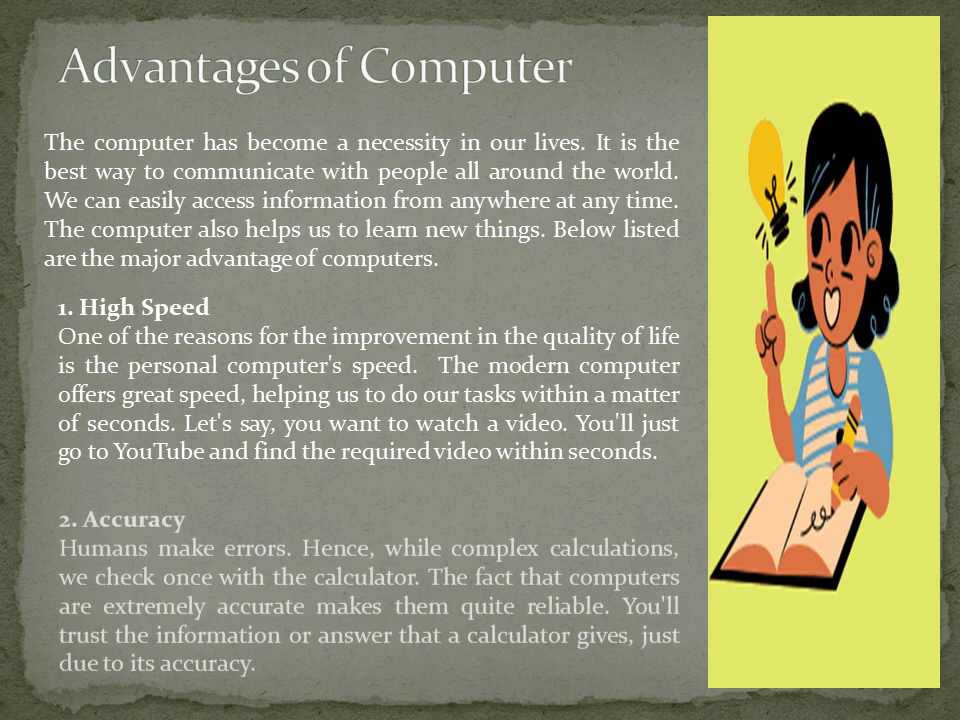 Advantages of Computer
The computer has become a necessity in our lives. It is the
best way to communicate with people all around the world.
We can easily access information from anywhere at any time.
The computer also helps us to learn new things. Below listed
are the major advantage of computers.
1. High Speed
One of the reasons for the improvement in the quality of life
is the personal computer's speed. The modern computer
offers great speed, helping us to do our tasks within a matter
of seconds. Let's say, you want to watch a video. You'll just
go to YouTube and find the required video within seconds.
2. Accuracy
Humans make errors. Hence, while complex calculations,
we check once with the calculator. The fact that computers
are extremely accurate makes them quite reliable. You'll
trust the information or answer that a calculator gives, just
due to its accuracy.